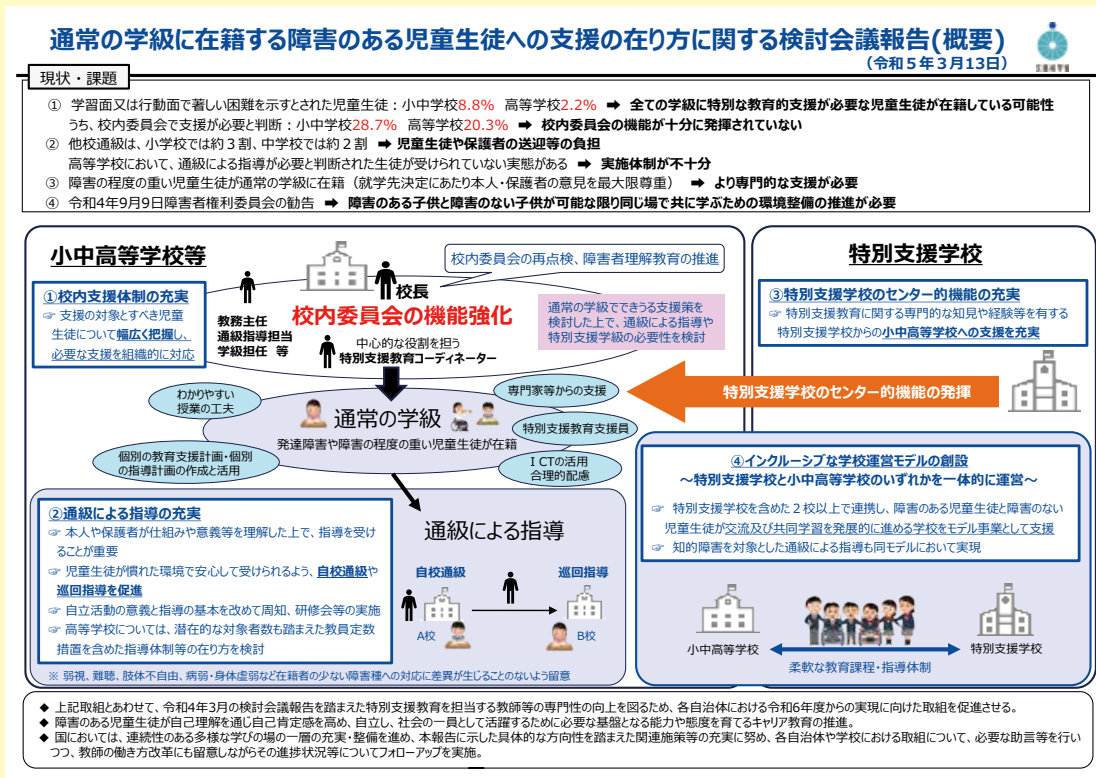 通常の学級に在籍する障害のある児童生徒への支援の在り方に関する検討会議報告(概要)
（令和５年３月13日）
文部科学省
現状・課題
① 学習面又は行動面で著しい困難を示すとされた児童生徒：小中学校8.8% 高等学校2.2% ➡ 全ての学級に特別な教育的支援が必要な児童生徒が在籍している可能性
うち、校内委員会で支援が必要と判断：小中学校28.7% 高等学校20.3% ➡ 校内委員会の機能が十分に発揮されていない
② 他校通級は、小学校では約３割、中学校では約２割 ➡ 児童生徒や保護者の送迎等の負担
高等学校において、通級による指導が必要と判断された生徒が受けられていない実態がある ➡ 実施体制が不十分
③ 障害の程度の重い児童生徒が通常の学級に在籍（就学先決定にあたり本人・保護者の意見を最大限尊重） ➡ より専門的な支援が必要
④ 令和4年9月9日障害者権利委員会の勧告 ➡ 障害のある子供と障害のない子供が可能な限り同じ場で共に学ぶための環境整備の推進が必要
小中高等学校等
校内委員会の再点検、障害者理解教育の推進
①校内支援体制の充実
☞ 支援の対象とすべき児童
生徒について幅広く把握し、
必要な支援を組織的に対応
校長
校内委員会の機能強化
教務主任
通級指導担当
学級担任 等
中心的な役割を担う
特別支援教育コーディネーター
通常の学級でできうる支援策を
検討した上で、通級による指導や
特別支援学級の必要性を検討
わかりやすい
授業の工夫
専門家等からの支援
通常の学級
特別支援教育支援員
発達障害や障害の程度の重い児童生徒が在籍
個別の教育支援計画・個別
の指導計画の作成と活用
ＩCTの活用
合理的配慮
②通級による指導の充実
☞ 本人や保護者が仕組みや意義等を理解した上で、指導を受け
ることが重要
☞ 児童生徒が慣れた環境で安心して受けられるよう、自校通級や
巡回指導を促進
☞ 自立活動の意義と指導の基本を改めて周知、研修会等の実施
☞ 高等学校については、潜在的な対象者数も踏まえた教員定数
措置を含めた指導体制等の在り方を検討
通級による指導
自校通級
巡回指導
A校
B校
※ 弱視、難聴、肢体不自由、病弱・身体虚弱など在籍者の少ない障害種への対応に差異が生じることのないよう留意
特別支援学校
③特別支援学校のセンター的機能の充実
☞ 特別支援教育に関する専門的な知見や経験等を有する
特別支援学校からの小中高等学校への支援を充実
特別支援学校のセンター的機能の発揮
④インクルーシブな学校運営モデルの創設
～特別支援学校と小中高等学校のいずれかを一体的に運営～
☞ 特別支援学校を含めた２校以上で連携し、障害のある児童生徒と障害のない
児童生徒が交流及び共同学習を発展的に進める学校をモデル事業として支援
☞ 知的障害を対象とした通級による指導も同モデルにおいて実現
小中高等学校
特別支援学校
柔軟な教育課程・指導体制
◆ 上記取組とあわせて、令和4年3月の検討会議報告を踏まえた特別支援教育を担当する教師等の専門性の向上を図るため、各自治体における令和6年度からの実現に向けた取組を促進させる。
◆ 障害のある児童生徒が自己理解を通じ自己肯定感を高め、自立し、社会の一員として活躍するために必要な基盤となる能力や態度を育てるキャリア教育の推進。
◆ 国においては、連続性のある多様な学びの場の一層の充実・整備を進め、本報告に示した具体的な方向性を踏まえた関連施策等の充実に努め、各自治体や学校における取組について、必要な助言等を行い
つつ、教師の働き方改革にも留意しながらその進捗状況等についてフォローアップを実施。